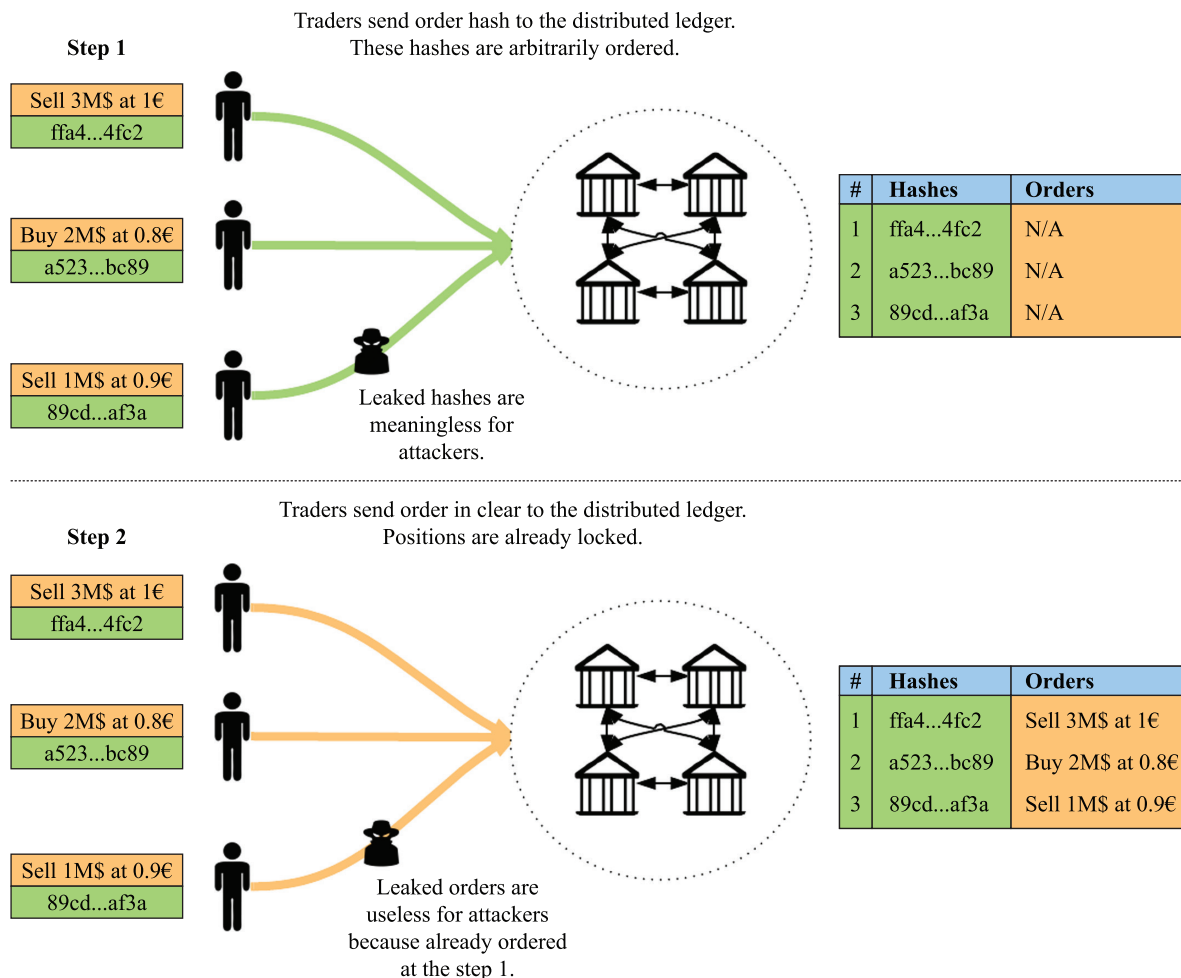 Traders send order hash to the distributed ledger.
These hashes are arbitrarily ordered.
Step 1
Sell 3M$ at 1€
ffa4...4fc2
Buy 2M$ at 0.8€
a523...bc89
Sell 1M$ at 0.9€
89cd...af3a
Leaked hashes are
meaningless for
attackers.
# Hashes Orders
1 ffa4...4fc2 N/A
2 a523...bc89 N/A
3 89cd...af3a N/A
Traders send order in clear to the distributed ledger.
Positions are already locked.
Step 2
Sell 3M$ at 1€
ffa4...4fc2
Buy 2M$ at 0.8€
a523...bc89
Sell 1M$ at 0.9€
89cd...af3a
Leaked orders are
useless for attackers
because already ordered
at the step 1.
# Hashes Orders
1 ffa4...4fc2 Sell 3M$ at 1€
2 a523...bc89 Buy 2M$ at 0.8€
3 89cd...af3a Sell 1M$ at 0.9€